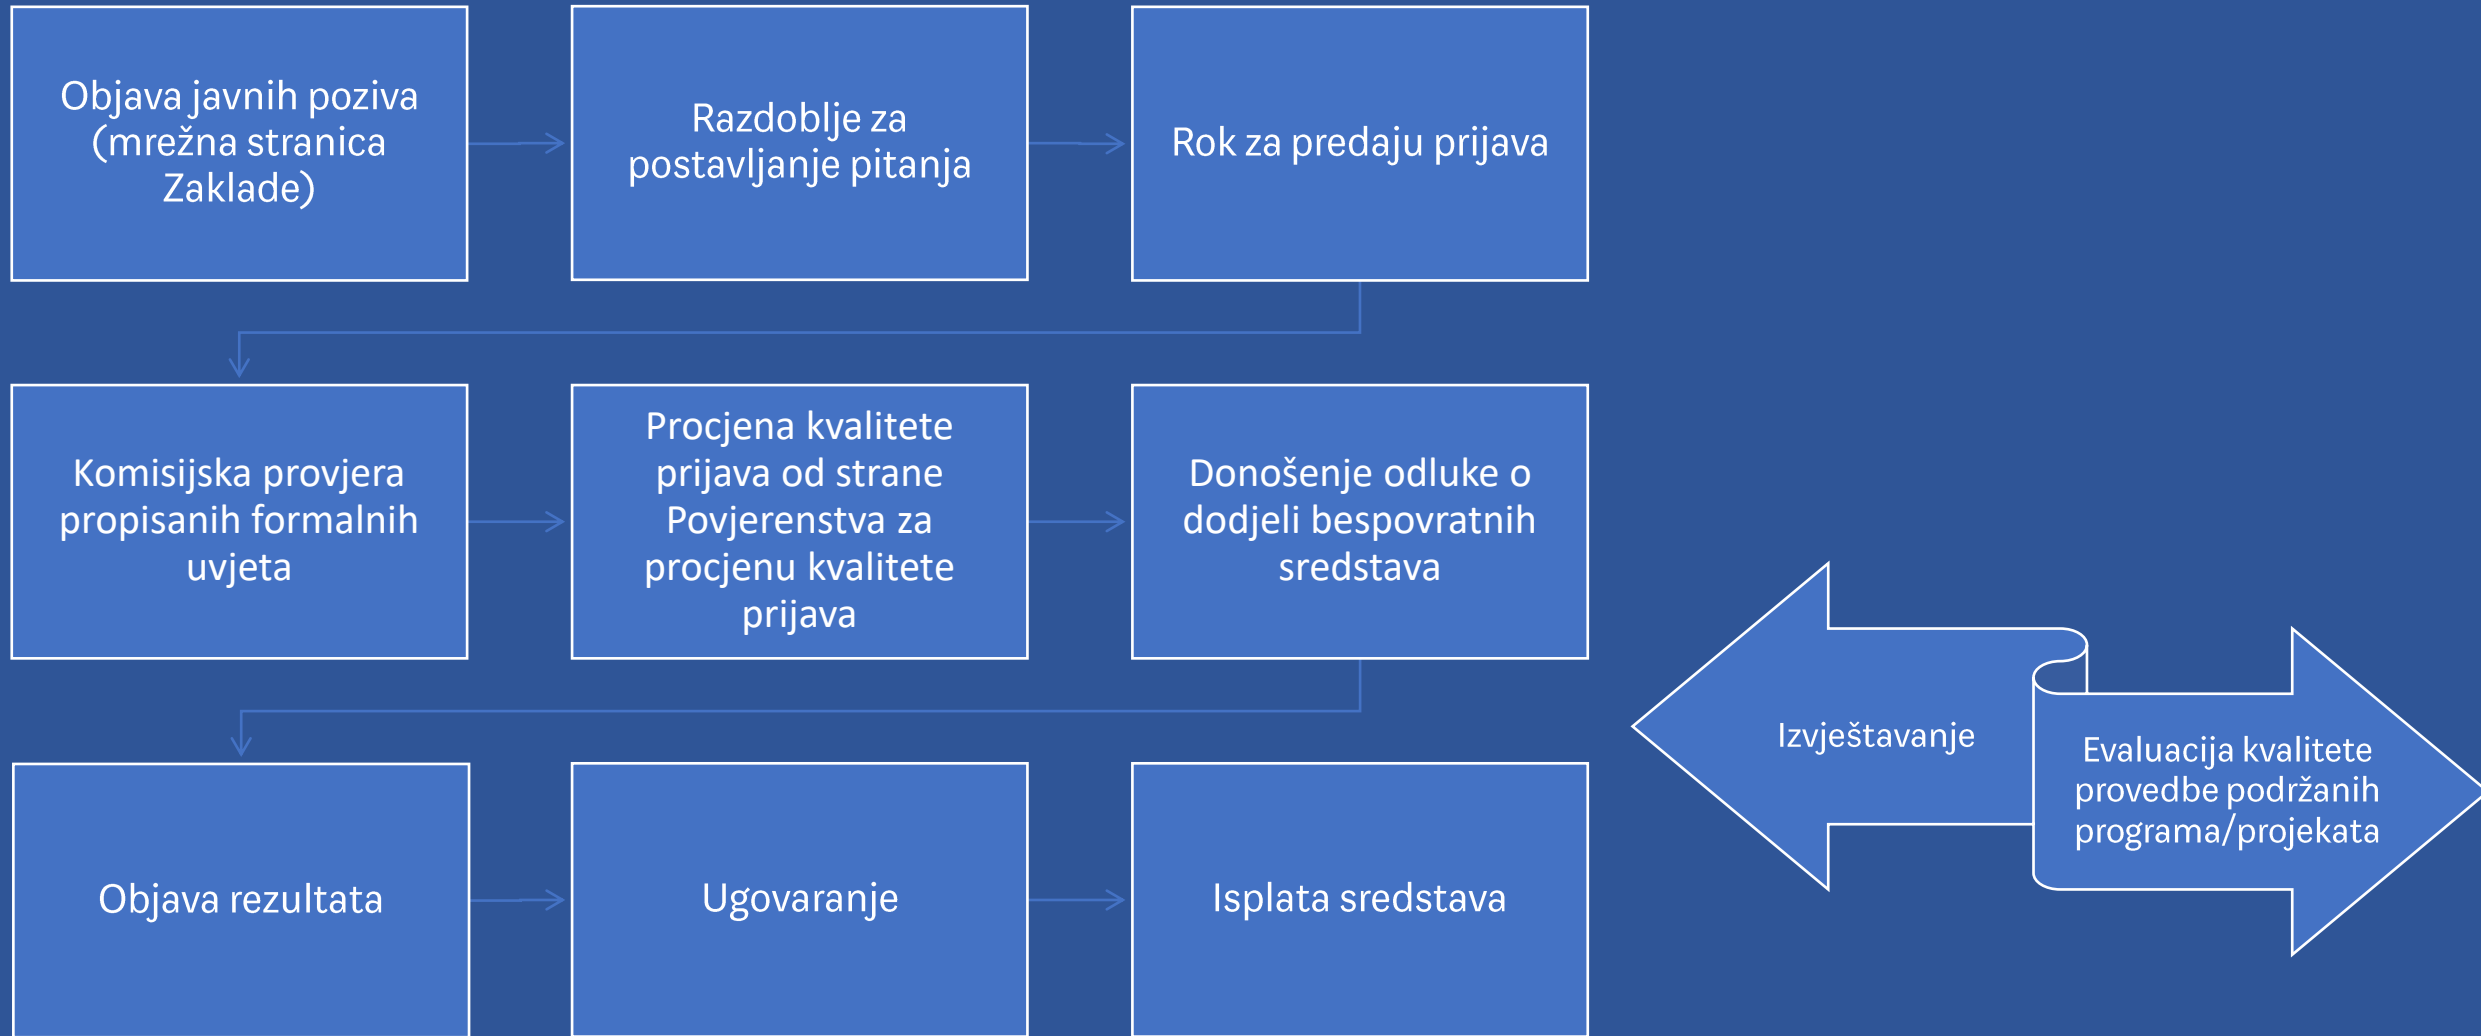 Objava javnih poziva
(mrežna stranica
Zaklade)
Razdoblje za
postavljanje pitanja
Rok za predaju prijava
Komisijska provjera
propisanih formalnih
uvjeta
Procjena kvalitete
prijava od strane
Povjerenstva za
procjenu kvalitete
prijava
Donošenje odluke o
dodjeli bespovratnih
sredstava
Objava rezultata
Ugovaranje
Isplata sredstava
Izvještavanje
Evaluacija kvalitete
provedbe podržanih
programa/projekata